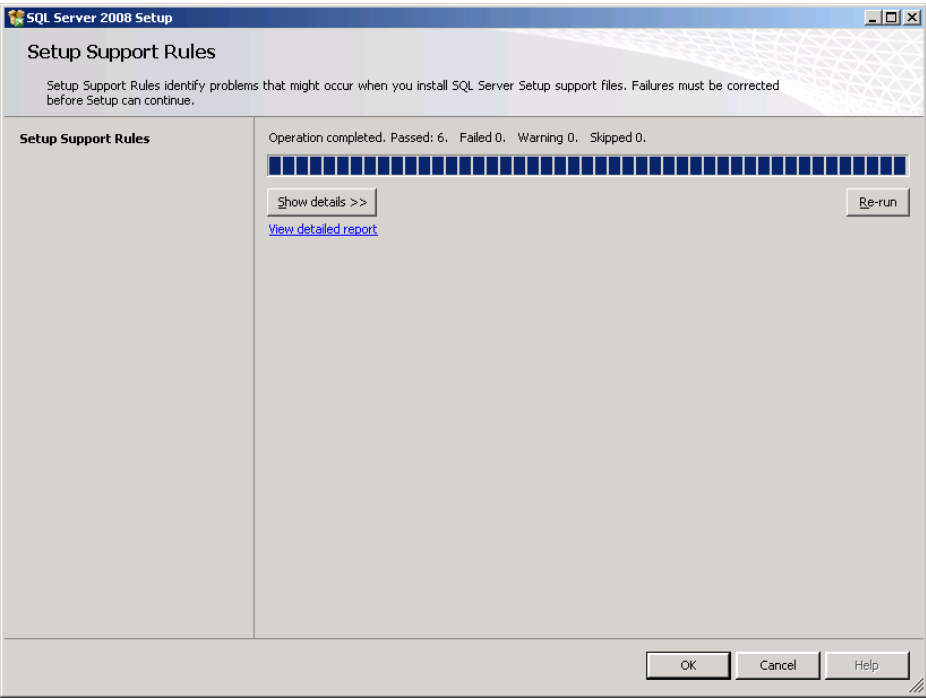 SQL Server 2008 Setup
Setup Support Rules
Setup Support Rules identify problems that might occur when you install SQL Server Setup support files. Failures must be corrected
before Setup can continue.
Setup Support Rules
Operation completed. Passed: 6.   Failed 0.   Warning 0.   Skipped 0.
Show details >>
Re-run
View detailed report
OK
Cancel
Help